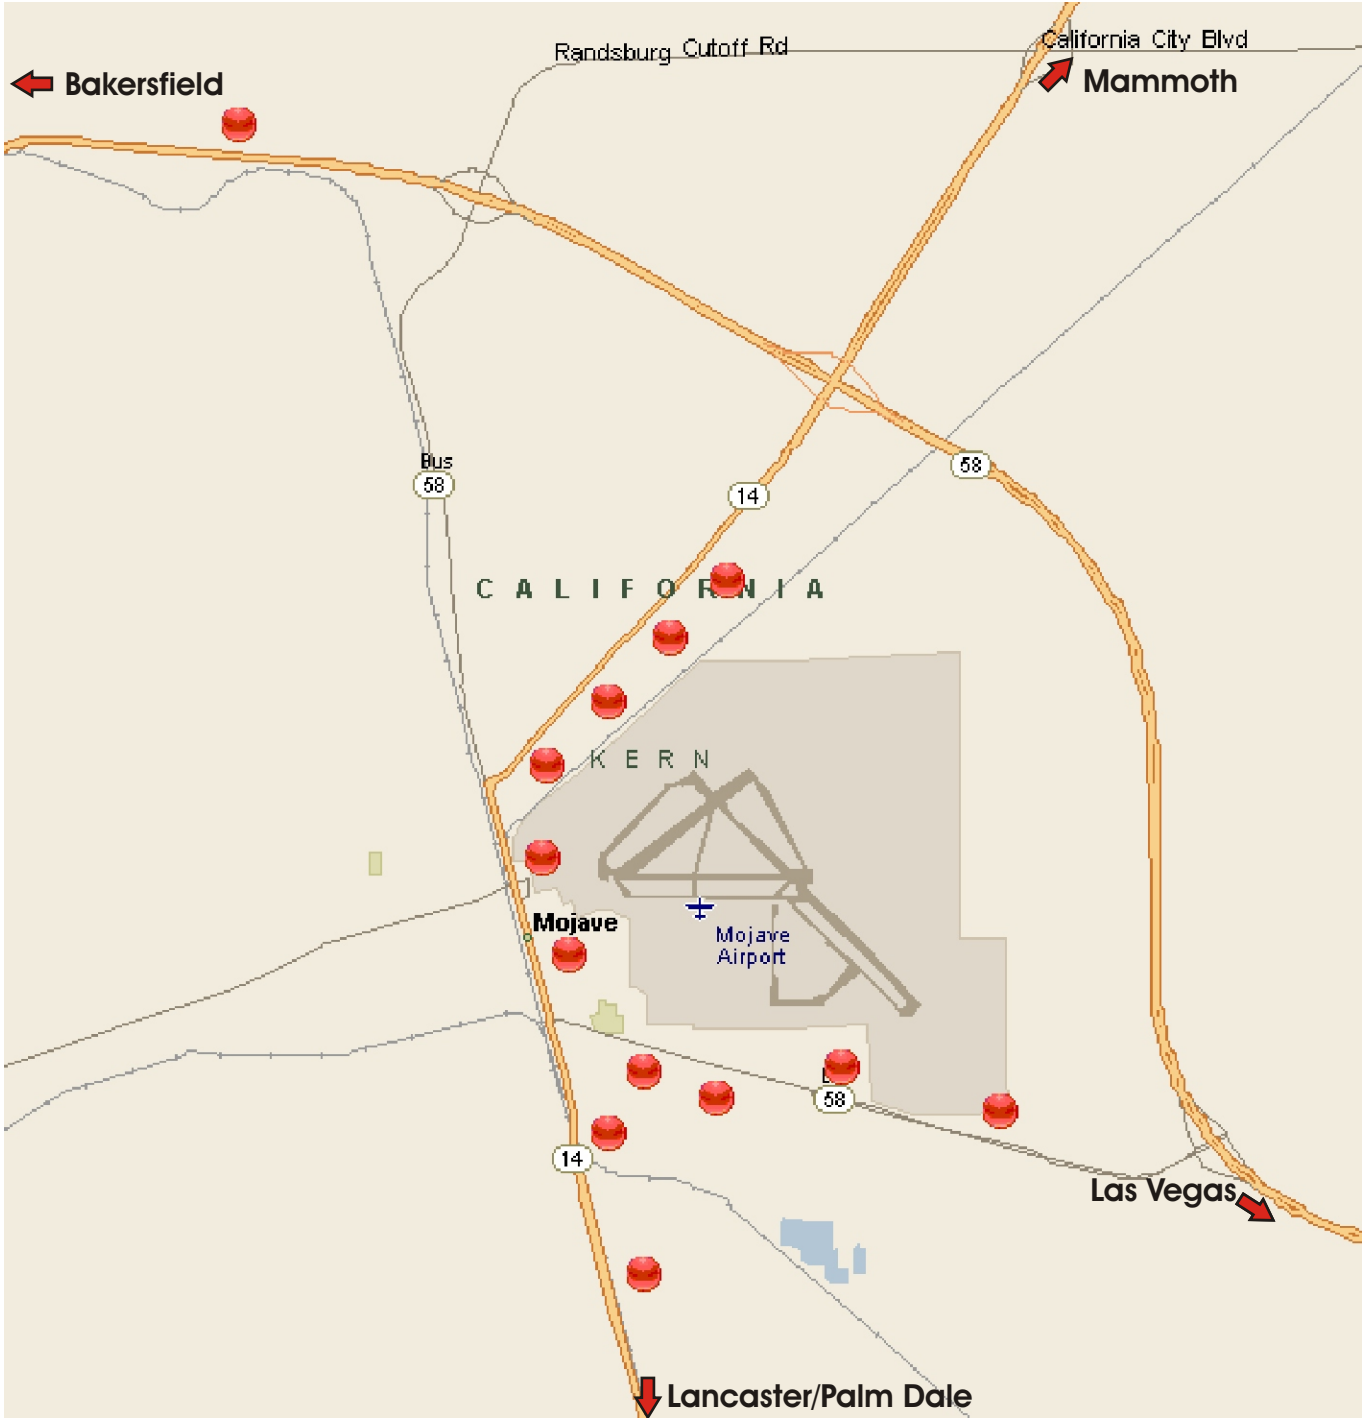 Randsburg Cutoff Rd
California City Blvd
Bakersfield
Mammoth
Bus
58
58
14
CALIFORNIA
KERN
Mojave
Mojave
Airport
58
14
Las Vegas
Lancaster/Palm Dale